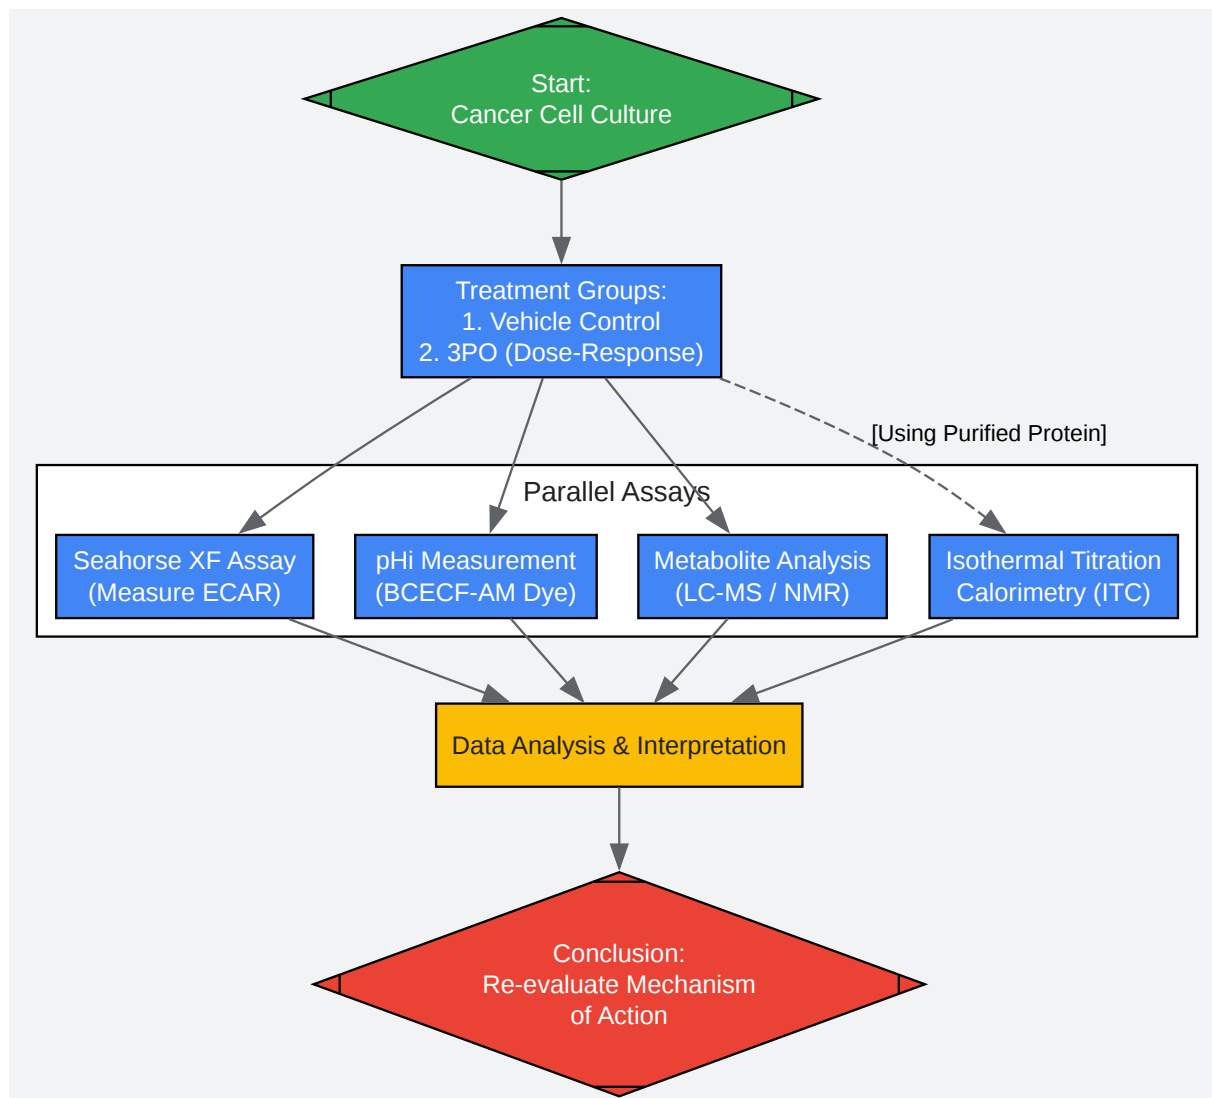 Start:
Cancer Cell Culture
Treatment Groups:
1. Vehicle Control
2. 3PO (Dose-Response)
[Using Purified Protein]
Parallel Assays
Seahorse XF Assay
(Measure ECAR)
pHi Measurement
(BCECF-AM Dye)
Metabolite Analysis
(LC-MS / NMR)
Isothermal Titration
Calorimetry (ITC)
Data Analysis & Interpretation
Conclusion:
Re-evaluate Mechanism
of Action